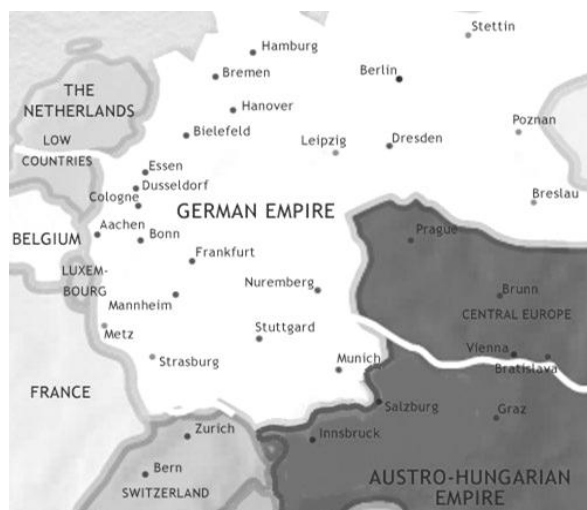 Stettin
Hamburg
Bremen
Berlin
THE
NETHERLANDS
Hanover
Poznan
LOW
COUNTRIES
Bielefeld
Leipzig
Dresden
Essen
Dusseldorf
Cologne
Breslau
GERMAN EMPIRE
Aachen
BELGIUM
Bonn
Prague
Frankfurt
LUXEM-
BOURG
Nuremberg
Brunn
Mannheim
CENTRAL EUROPE
Metz
Stuttgard
Vienna
Strasburg
Munich
Bratislava
FRANCE
Salzburg
Graz
Zurich
Innsbruck
Bern
AUSTRO-HUNGARIAN
EMPIRE
SWITZERLAND